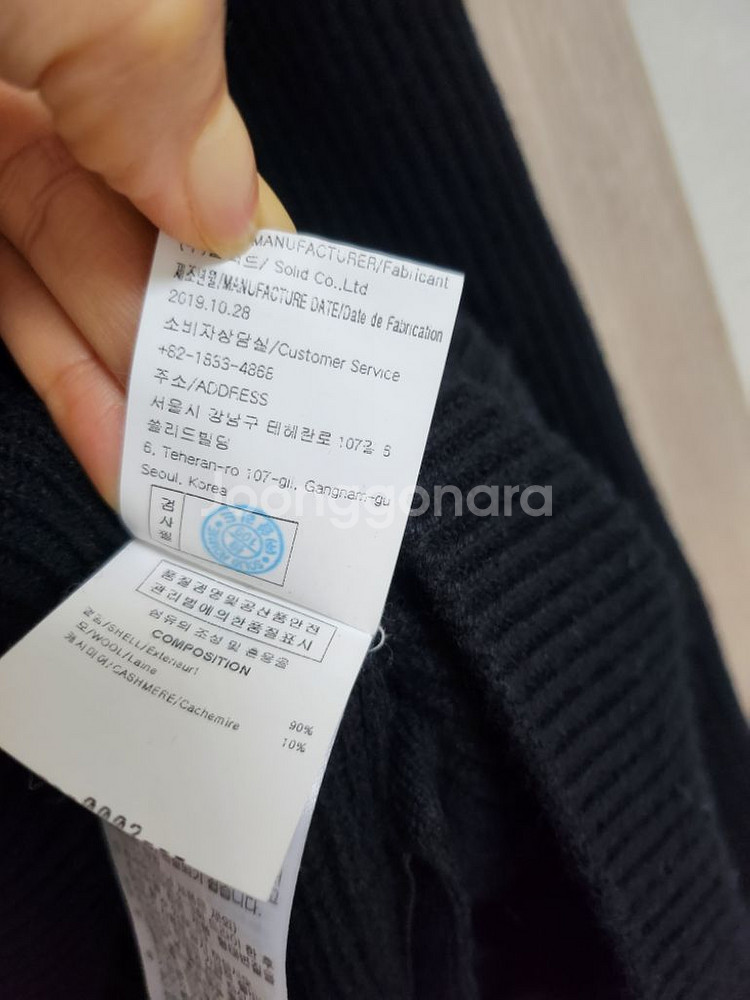 MANUFACTURER/Fabricant
Solid Co.,Ltd
제조년월/MANUFACTURE DATE/Date de Fabrication
2019.10.28
소비자상담실/Customer Service
+82-1853-4866
주소/ADDRESS
서울시 강남구 테헤란로 107길 6
쏠리드빌딩
6, Teheran-ro 107-gil, Gangnam-gu
Seoul, Korea
joonggonara
검사필
품질경영및공산품안전
관리법에의한품질표시
섬유의 조성 및 혼용율
COMPOSITION
겉감/SHELL/Exterieur1
모/WOOL/Laine 90%
캐시미어/CASHMERE/Cachemire 10%